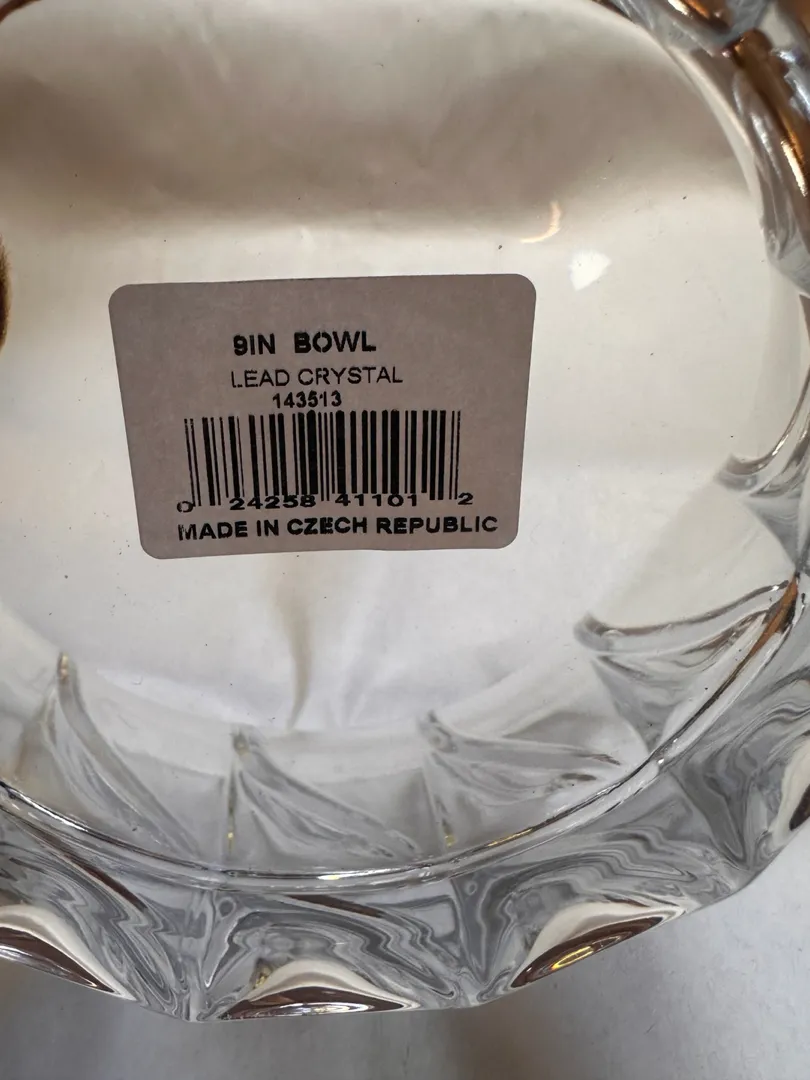 9IN BOWL
LEAD CRYSTAL
143513
0 24258 41101 2
MADE IN CZECH REPUBLIC